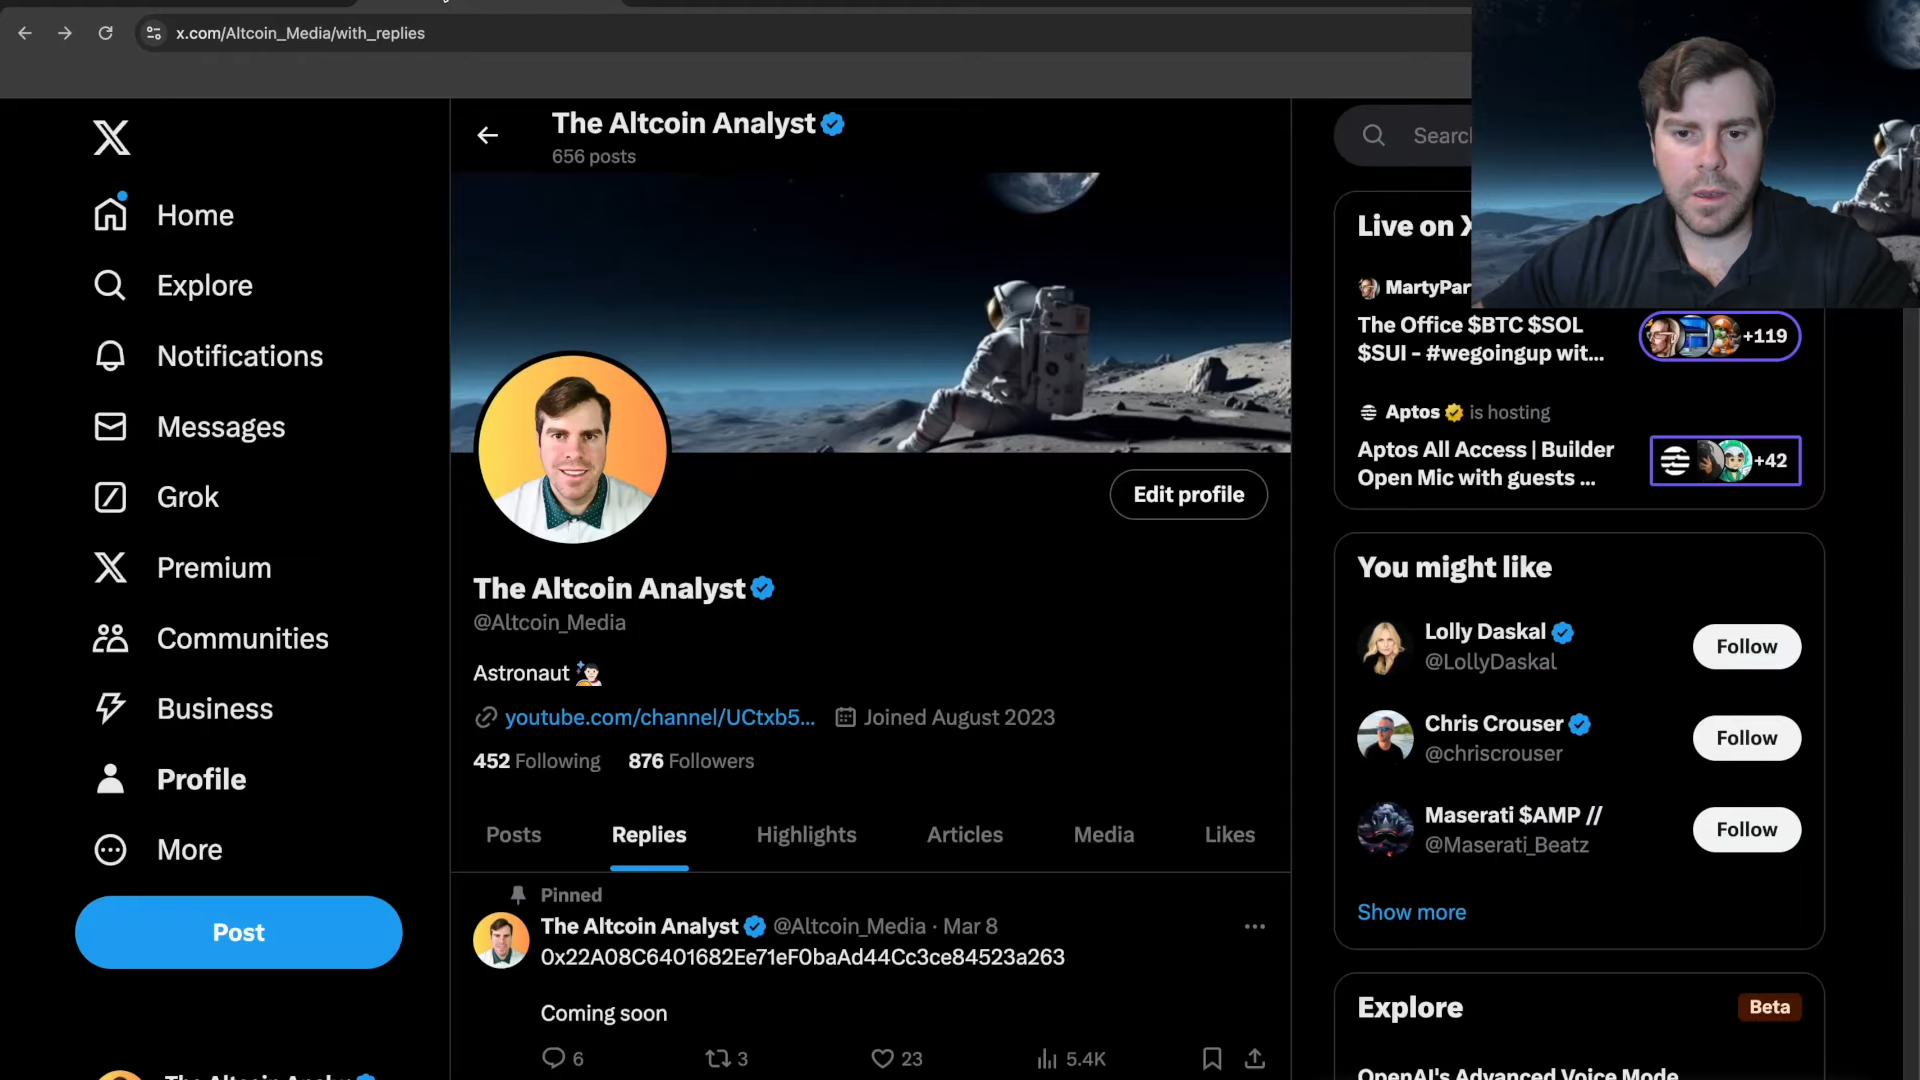 x.com/Altcoin_Media/with_replies
The Altcoin Analyst
656 posts
Home
Explore
Notifications
Messages
Grok
Premium
Communities
Business
Profile
More
Post
Edit profile
The Altcoin Analyst
@Altcoin_Media
Astronaut
youtube.com/channel/UCtxb5...
Joined August 2023
452 Following
876 Followers
Posts
Replies
Highlights
Articles
Media
Likes
Pinned
The Altcoin Analyst @Altcoin_Media · Mar 8
0x22A08C6401682Ee71eF0baAd44Cc3ce84523a263
Coming soon
6
3
23
5.4K
Live on
The Office $BTC $SOL
$SUI - #wegoingup wit...
+119
Aptos is hosting
Aptos All Access | Builder
Open Mic with guests ...
+42
You might like
Lolly Daskal
@LollyDaskal
Follow
Chris Crouser
@chriscrouser
Follow
Maserati $AMP //
@Maserati_Beatz
Follow
Show more
Explore
Beta
OpenAI's Advanced Voice Mode